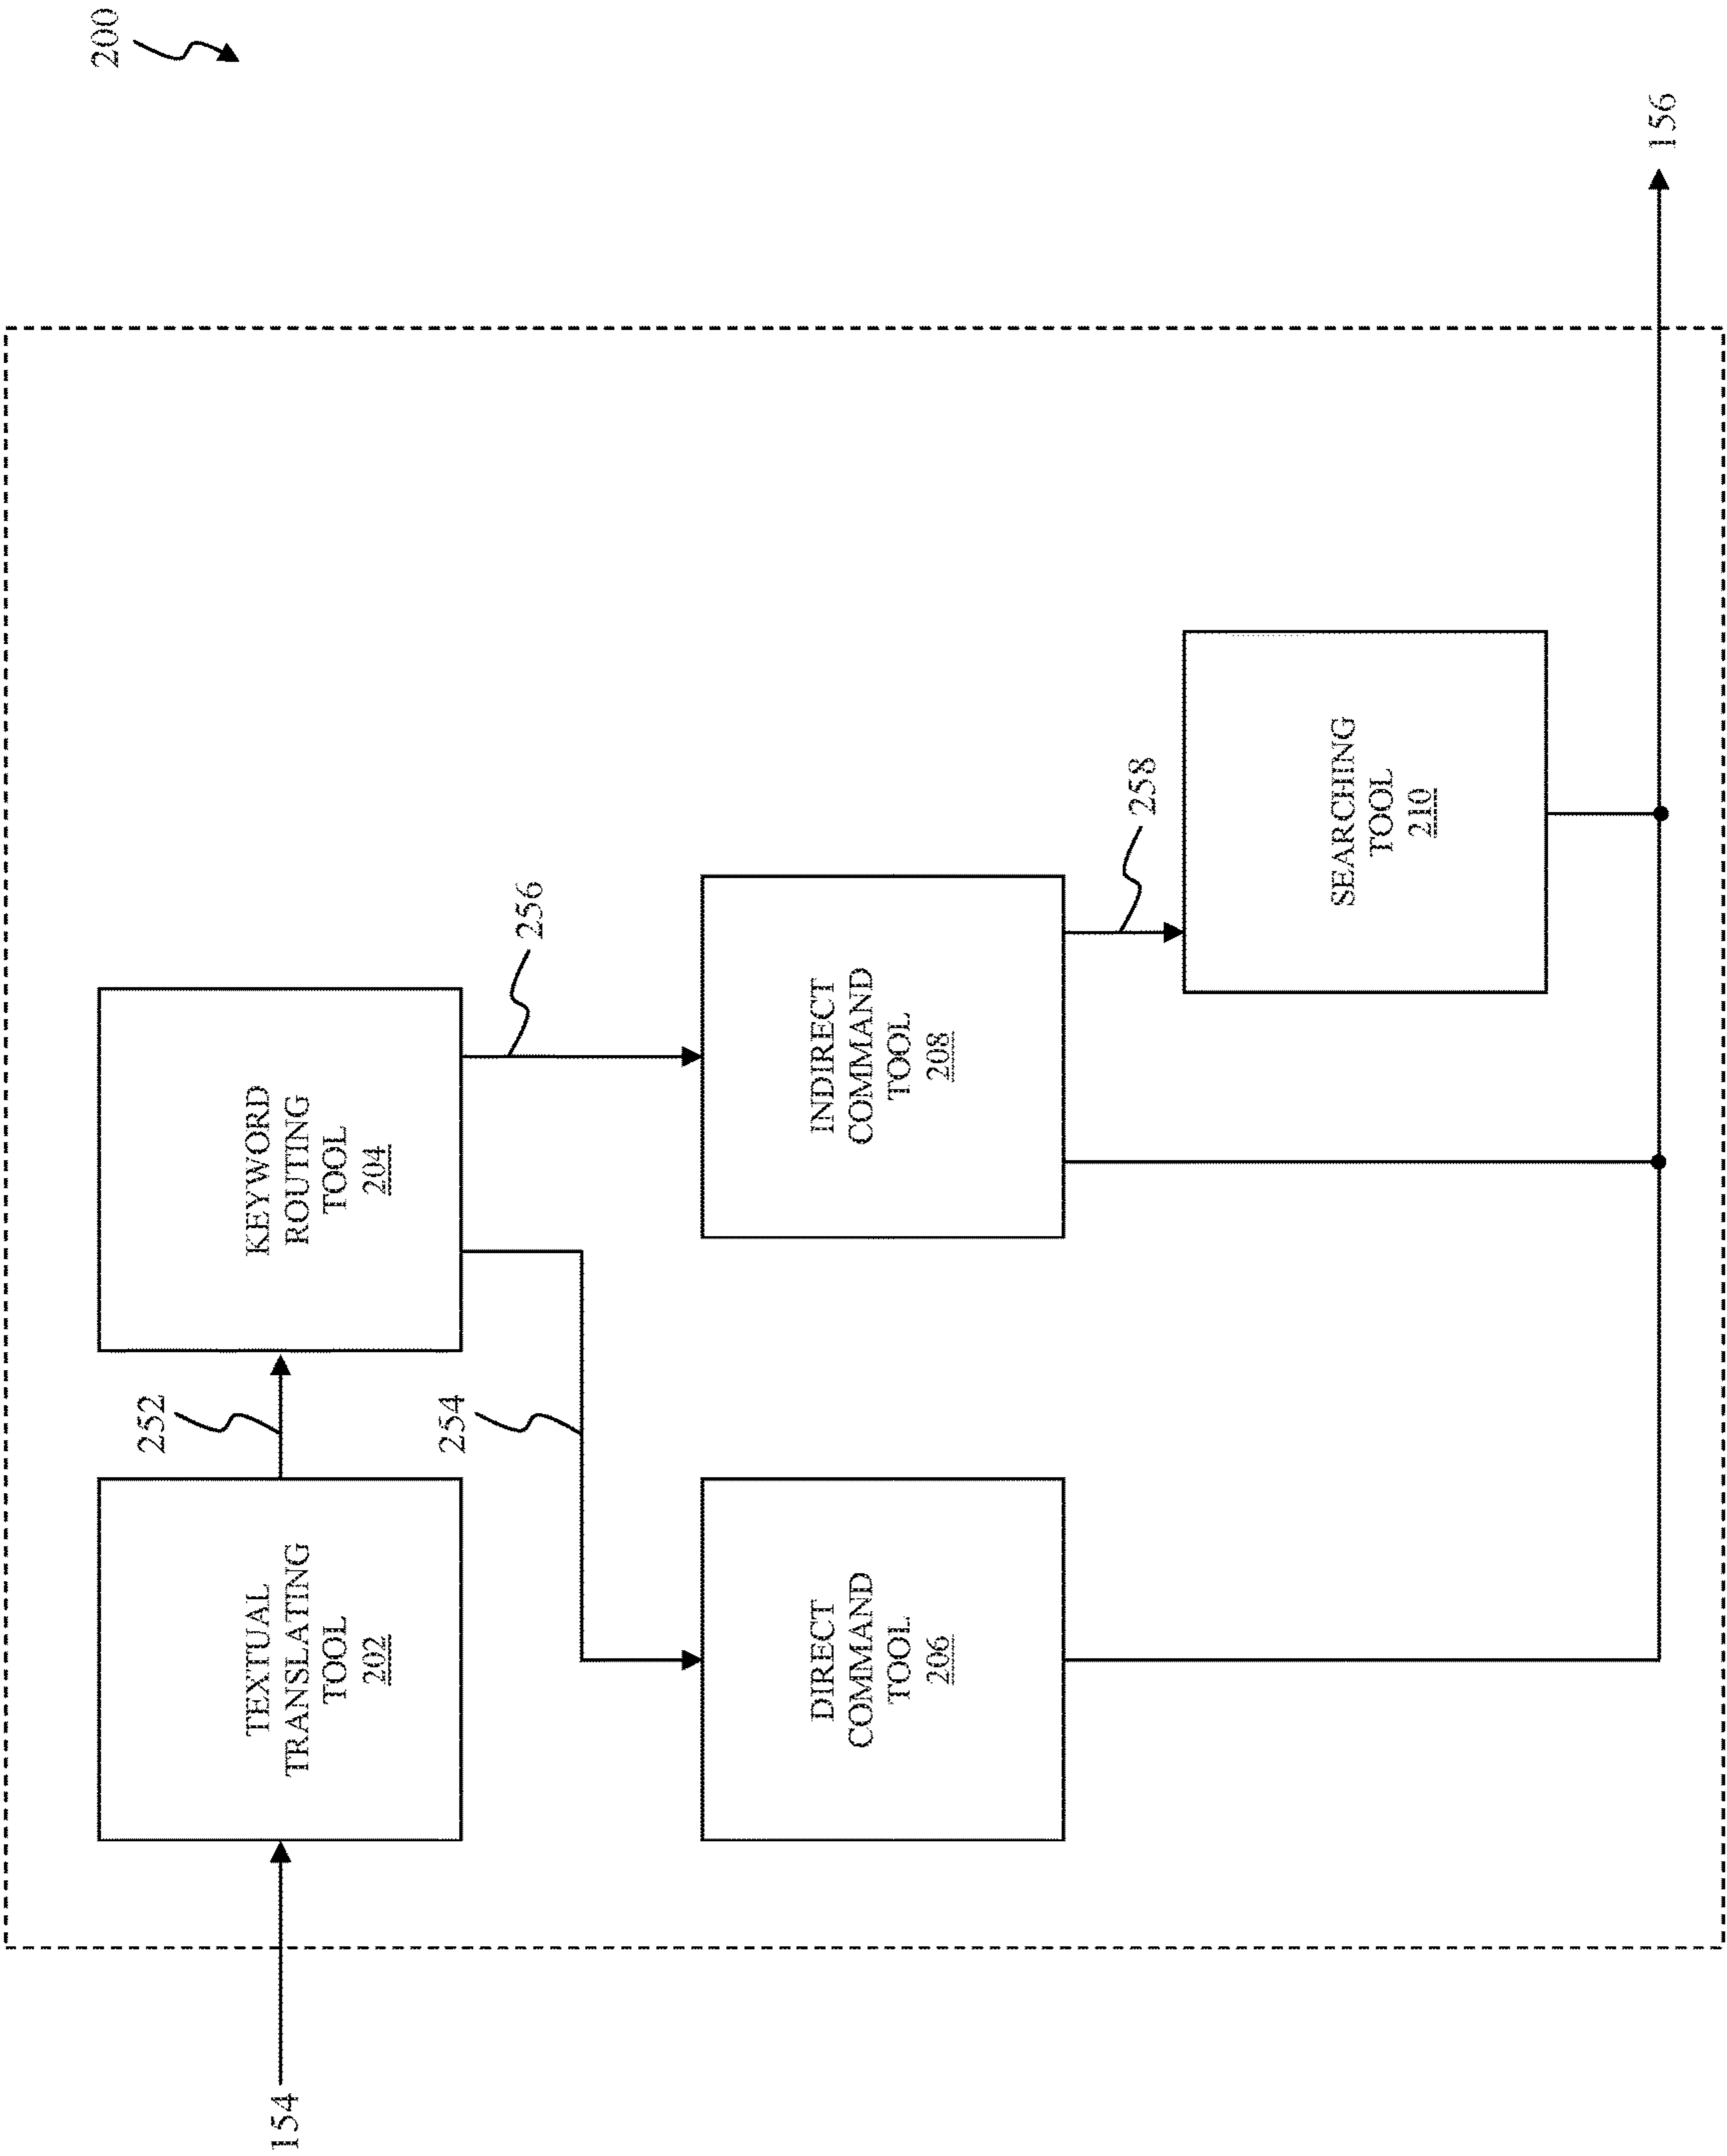 200
154
TEXTUAL
TRANSLATING
TOOL
202
252
KEYWORD
ROUTING
TOOL
204
254
256
DIRECT
COMMAND
TOOL
206
INDIRECT
COMMAND
TOOL
208
258
SEARCHING
TOOL
210
156